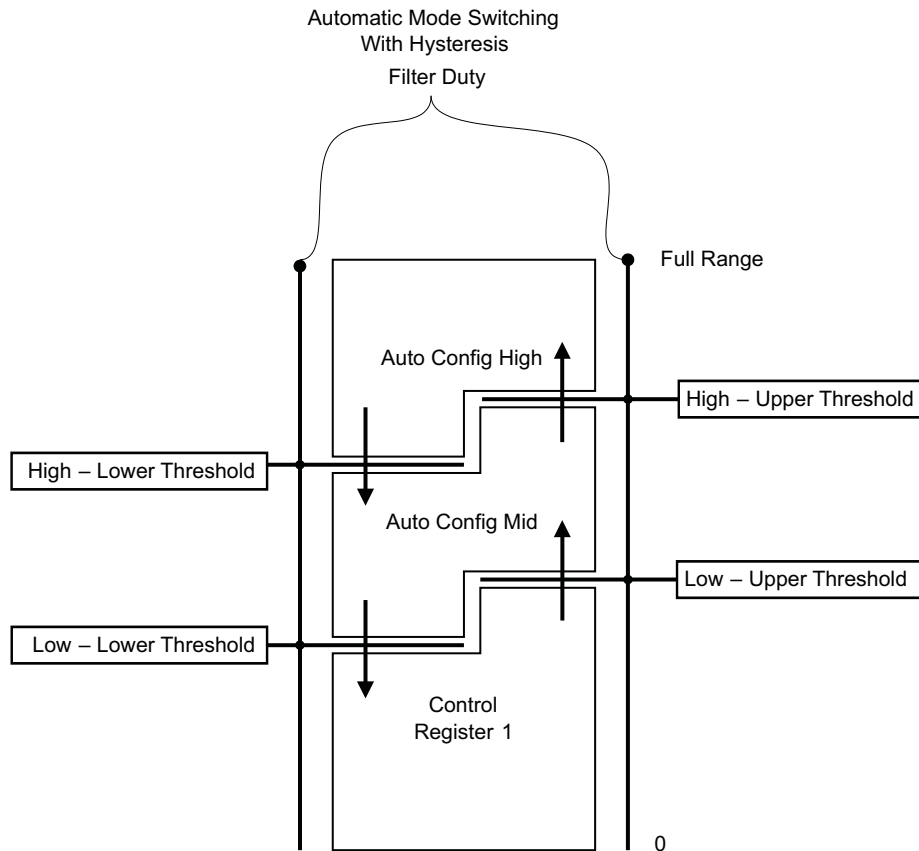 Automatic Mode Switching
With Hysteresis
Filter Duty
Full Range
Auto Config High
High – Upper Threshold
High – Lower Threshold
Auto Config Mid
Low – Upper Threshold
Low – Lower Threshold
Control
Register 1
0